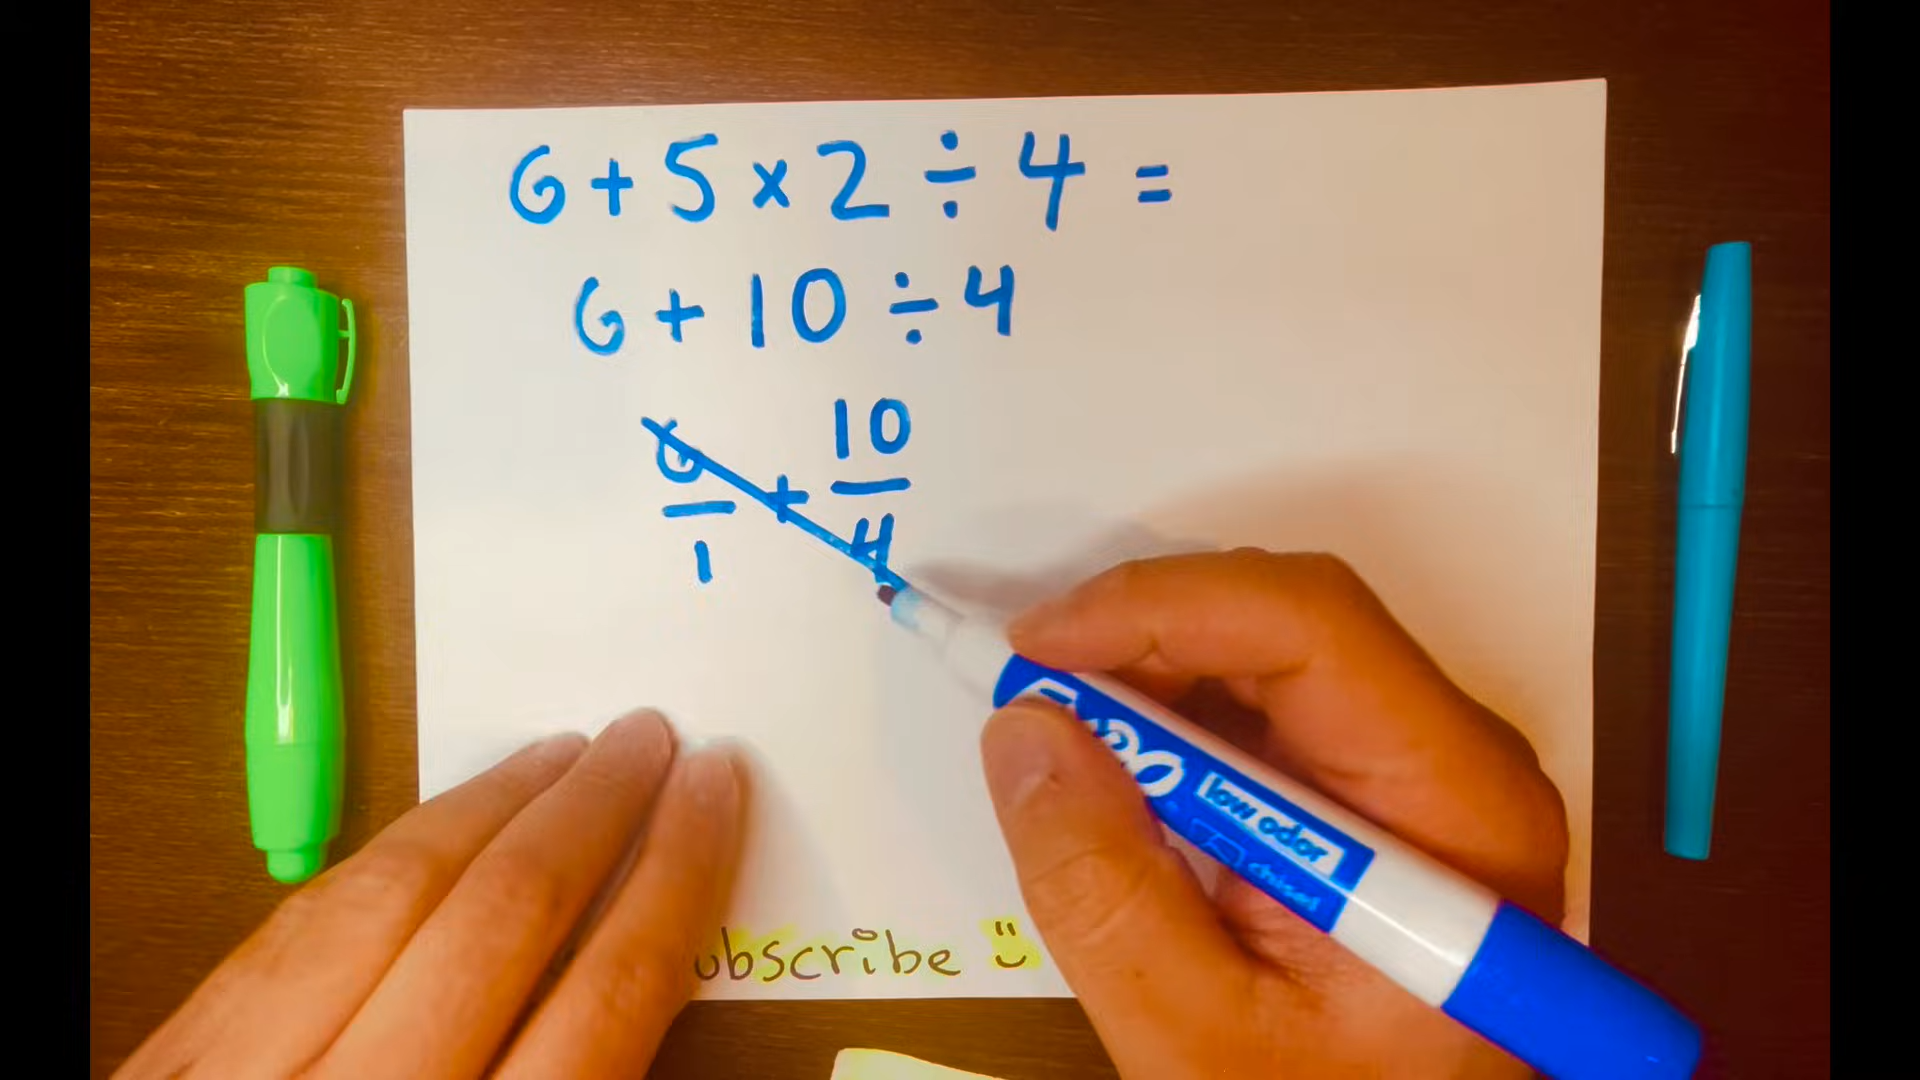 6 + 5 × 2 ÷ 4 =
6 + 10 ÷ 4
6/1 + 10/4
Expo
low odor
chisel
ubscribe